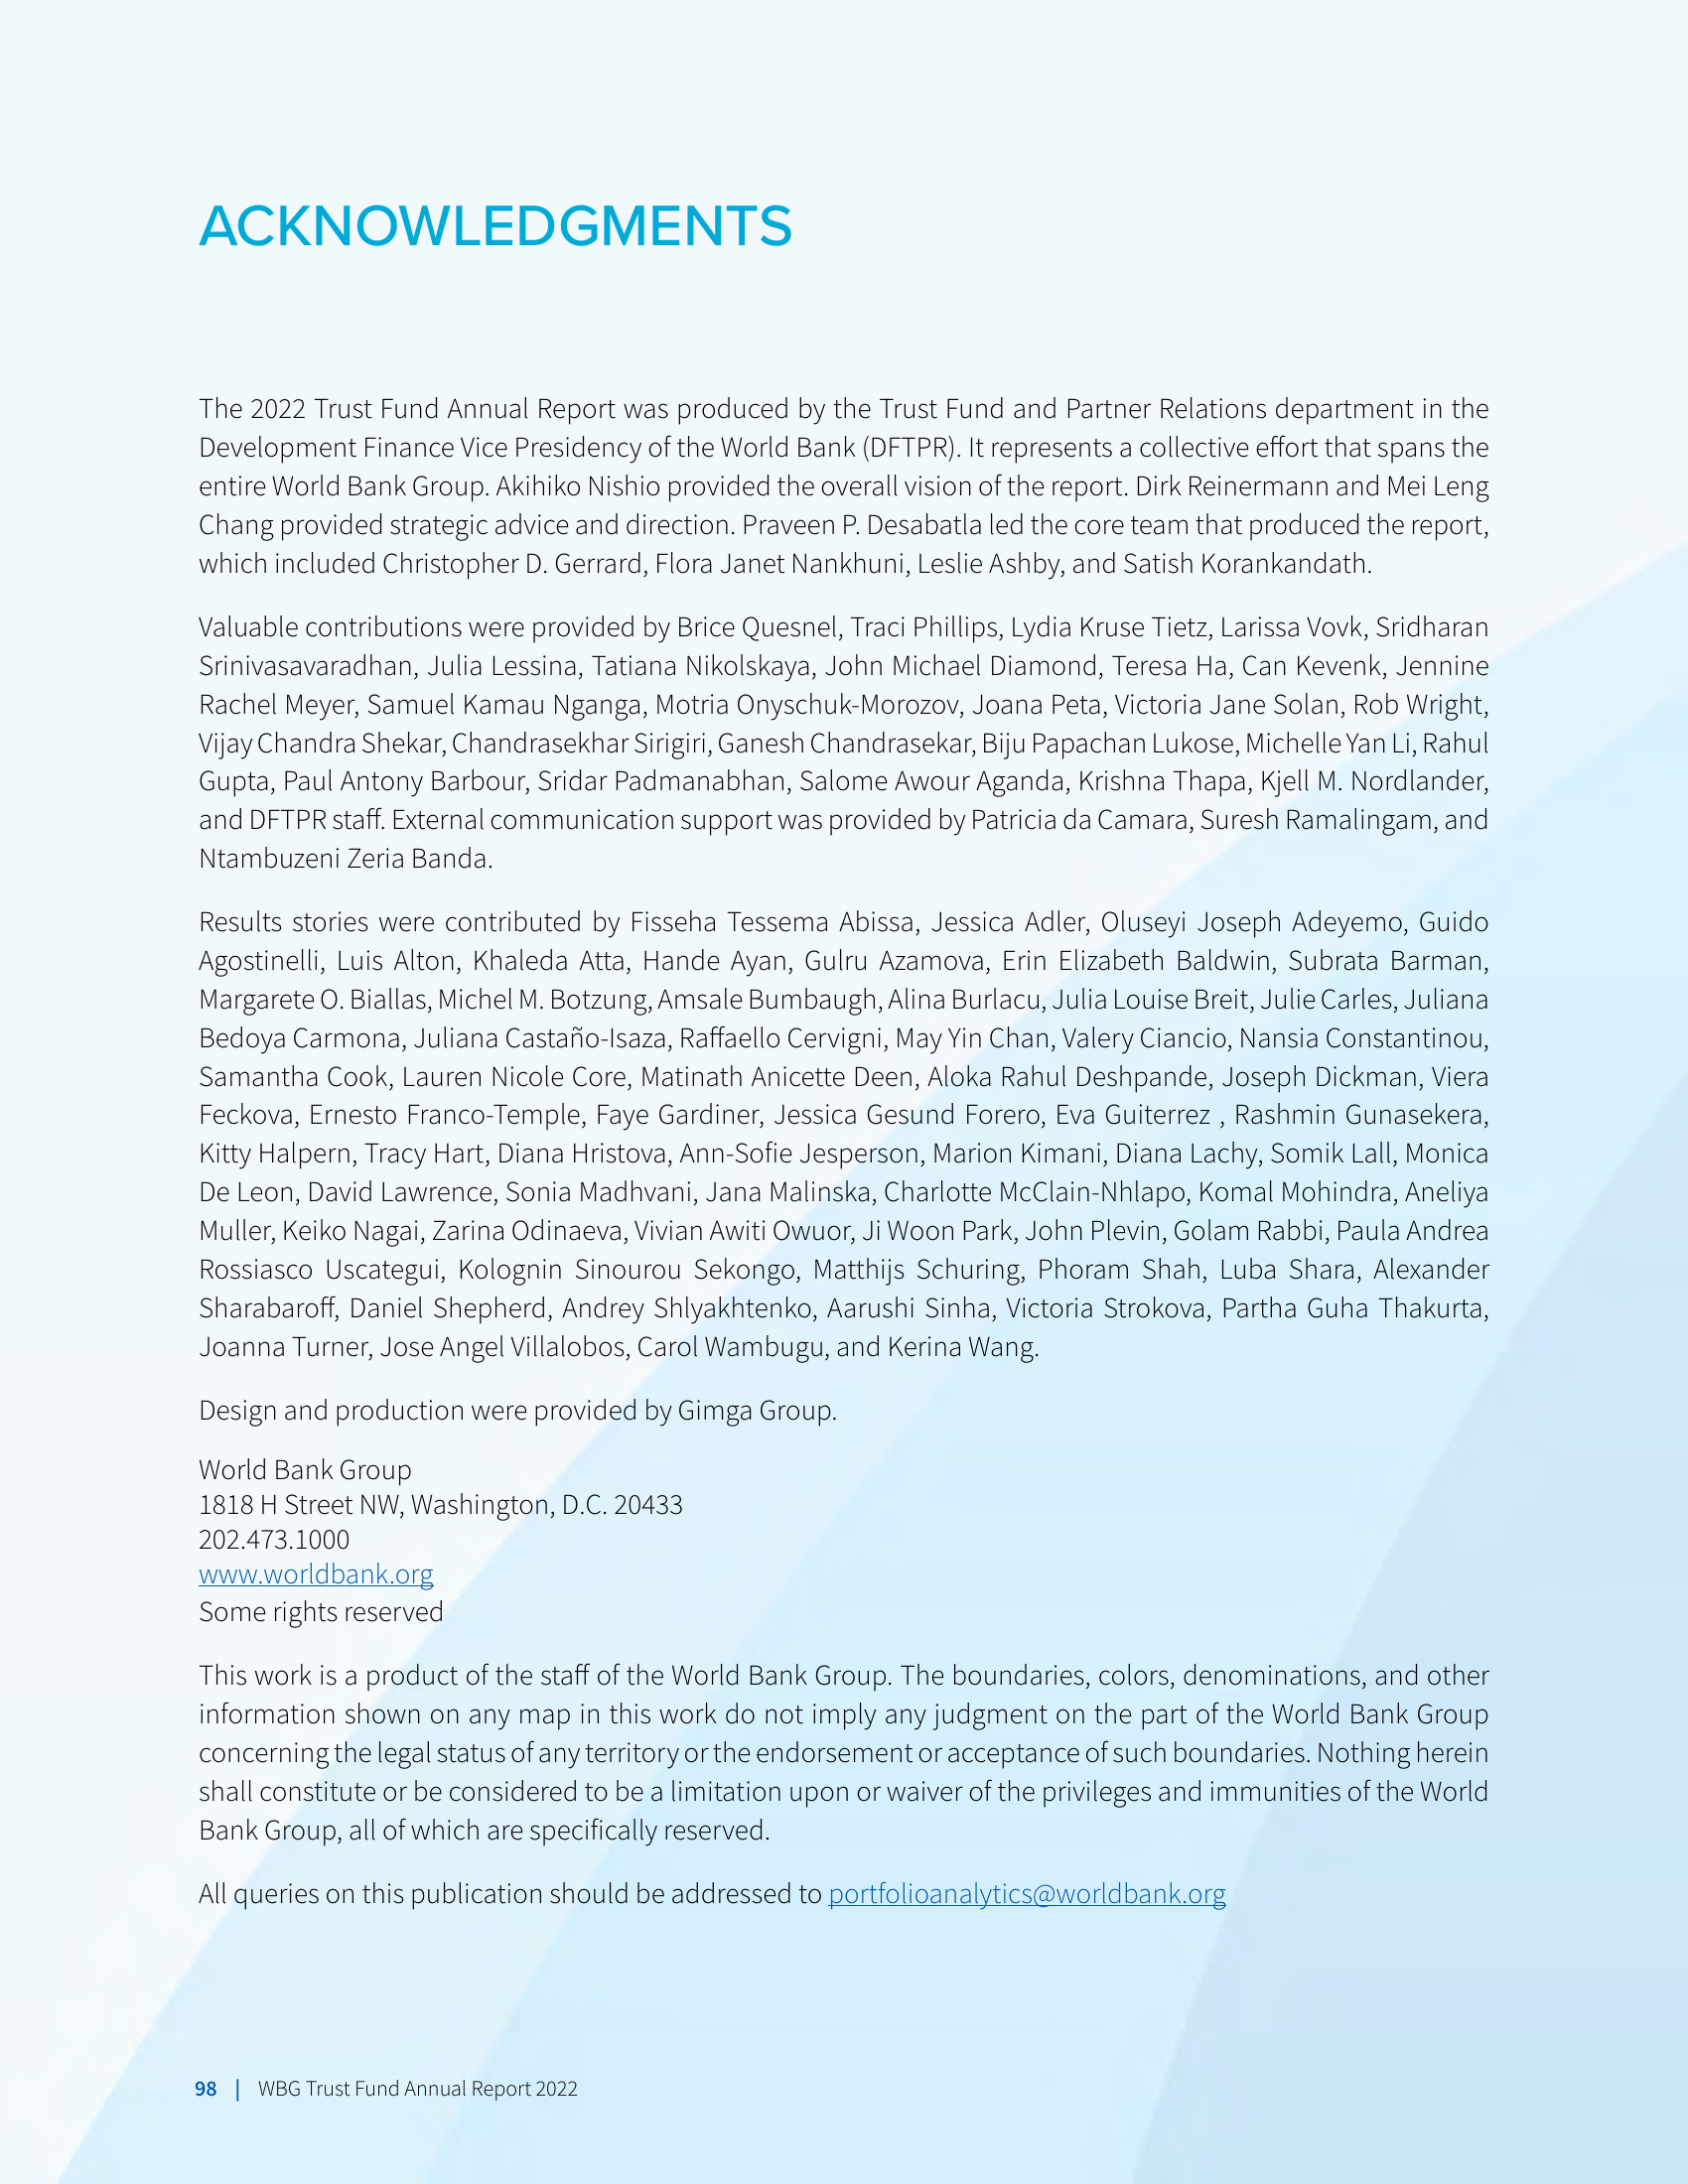 ACKNOWLEDGMENTS
The 2022 Trust Fund Annual Report was produced by the Trust Fund and Partner Relations department in the
Development Finance Vice Presidency of the World Bank (DFTPR). It represents a collective effort that spans the
entire World Bank Group. Akihiko Nishio provided the overall vision of the report. Dirk Reinermann and Mei Leng
Chang provided strategic advice and direction. Praveen P. Desabatla led the core team that produced the report,
which included Christopher D. Gerrard, Flora Janet Nankhuni, Leslie Ashby, and Satish Korankandath.
Valuable contributions were provided by Brice Quesnel, Traci Phillips, Lydia Kruse Tietz, Larissa Vovk, Sridharan
Srinivasavaradhan, Julia Lessina, Tatiana Nikolskaya, John Michael Diamond, Teresa Ha, Can Kevenk, Jennine
Rachel Meyer, Samuel Kamau Nganga, Motria Onyschuk-Morozov, Joana Peta, Victoria Jane Solan, Rob Wright,
Vijay Chandra Shekar, Chandrasekhar Sirigiri, Ganesh Chandrasekar, Biju Papachan Lukose, Michelle Yan Li, Rahul
Gupta, Paul Antony Barbour, Sridar Padmanabhan, Salome Awour Aganda, Krishna Thapa, Kjell M. Nordlander,
and DFTPR staff. External communication support was provided by Patricia da Camara, Suresh Ramalingam, and
Ntambuzeni Zeria Banda.
Results stories were contributed by Fisseha Tessema Abissa, Jessica Adler, Oluseyi Joseph Adeyemo, Guido
Agostinelli, Luis Alton, Khaleda Atta, Hande Ayan, Gulru Azamova, Erin Elizabeth Baldwin, Subrata Barman,
Margarete O. Biallas, Michel M. Botzung, Amsale Bumbaugh, Alina Burlacu, Julia Louise Breit, Julie Carles, Juliana
Bedoya Carmona, Juliana Castaño-Isaza, Raffaello Cervigni, May Yin Chan, Valery Ciancio, Nansia Constantinou,
Samantha Cook, Lauren Nicole Core, Matinath Anicette Deen, Aloka Rahul Deshpande, Joseph Dickman, Viera
Feckova, Ernesto Franco-Temple, Faye Gardiner, Jessica Gesund Forero, Eva Guiterrez , Rashmin Gunasekera,
Kitty Halpern, Tracy Hart, Diana Hristova, Ann-Sofie Jesperson, Marion Kimani, Diana Lachy, Somik Lall, Monica
De Leon, David Lawrence, Sonia Madhvani, Jana Malinska, Charlotte McClain-Nhlapo, Komal Mohindra, Aneliya
Muller, Keiko Nagai, Zarina Odinaeva, Vivian Awiti Owuor, Ji Woon Park, John Plevin, Golam Rabbi, Paula Andrea
Rossiasco Uscategui, Kolognin Sinourou Sekongo, Matthijs Schuring, Phoram Shah, Luba Shara, Alexander
Sharabaroff, Daniel Shepherd, Andrey Shlyakhtenko, Aarushi Sinha, Victoria Strokova, Partha Guha Thakurta,
Joanna Turner, Jose Angel Villalobos, Carol Wambugu, and Kerina Wang.
Design and production were provided by Gimga Group.
World Bank Group
1818 H Street NW, Washington, D.C. 20433
202.473.1000
www.worldbank.org
Some rights reserved
This work is a product of the staff of the World Bank Group. The boundaries, colors, denominations, and other
information shown on any map in this work do not imply any judgment on the part of the World Bank Group
concerning the legal status of any territory or the endorsement or acceptance of such boundaries. Nothing herein
shall constitute or be considered to be a limitation upon or waiver of the privileges and immunities of the World
Bank Group, all of which are specifically reserved.
All queries on this publication should be addressed to portfolioanalytics@worldbank.org
98 | WBG Trust Fund Annual Report 2022